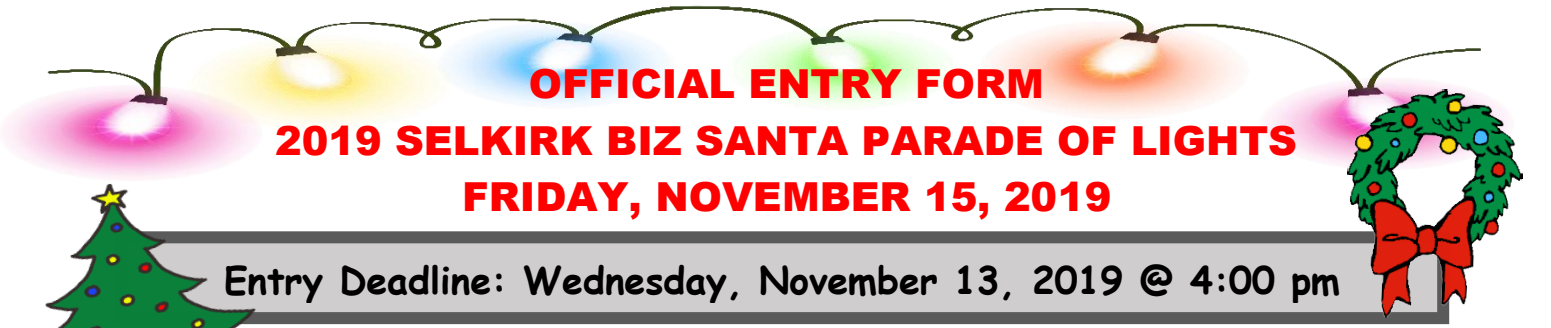 OFFICIAL ENTRY FORM
2019 SELKIRK BIZ SANTA PARADE OF LIGHTS
FRIDAY, NOVEMBER 15, 2019
Entry Deadline: Wednesday, November 13, 2019 @ 4:00 pm